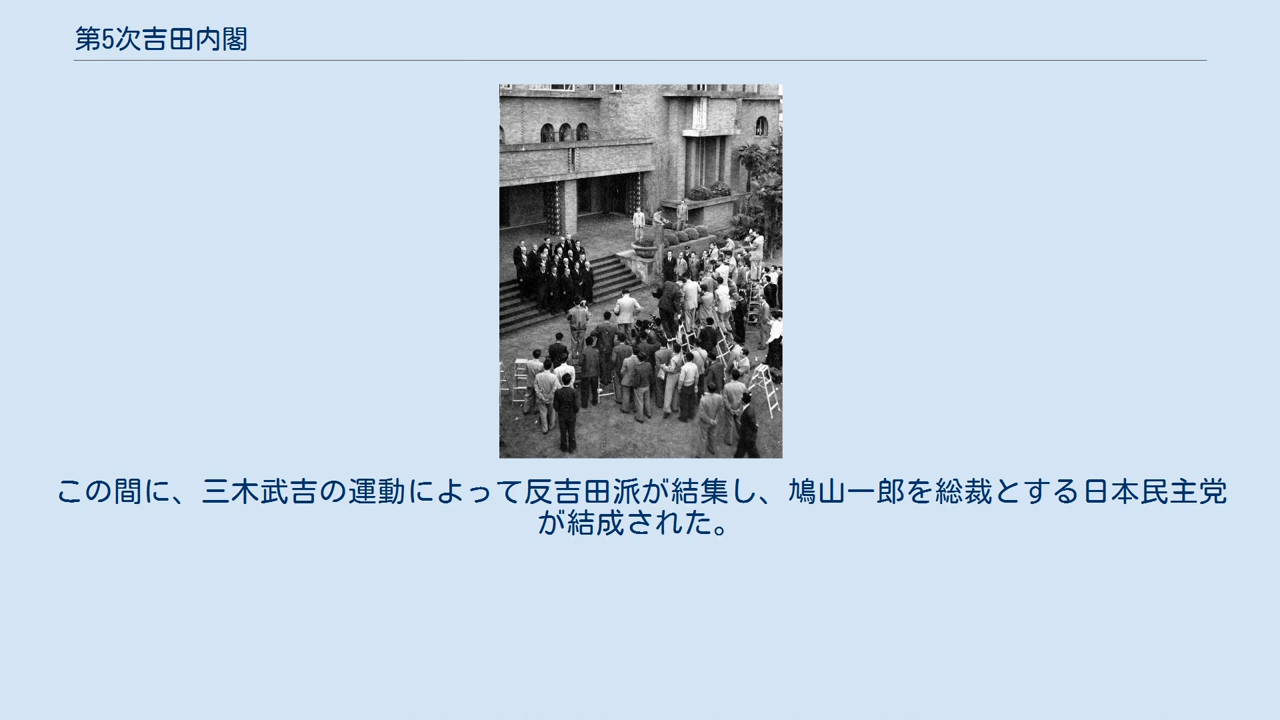 第5次吉田内閣
この間に、三木武吉の運動によって反吉田派が結集し、鳩山一郎を総裁とする日本民主党
が結成された。